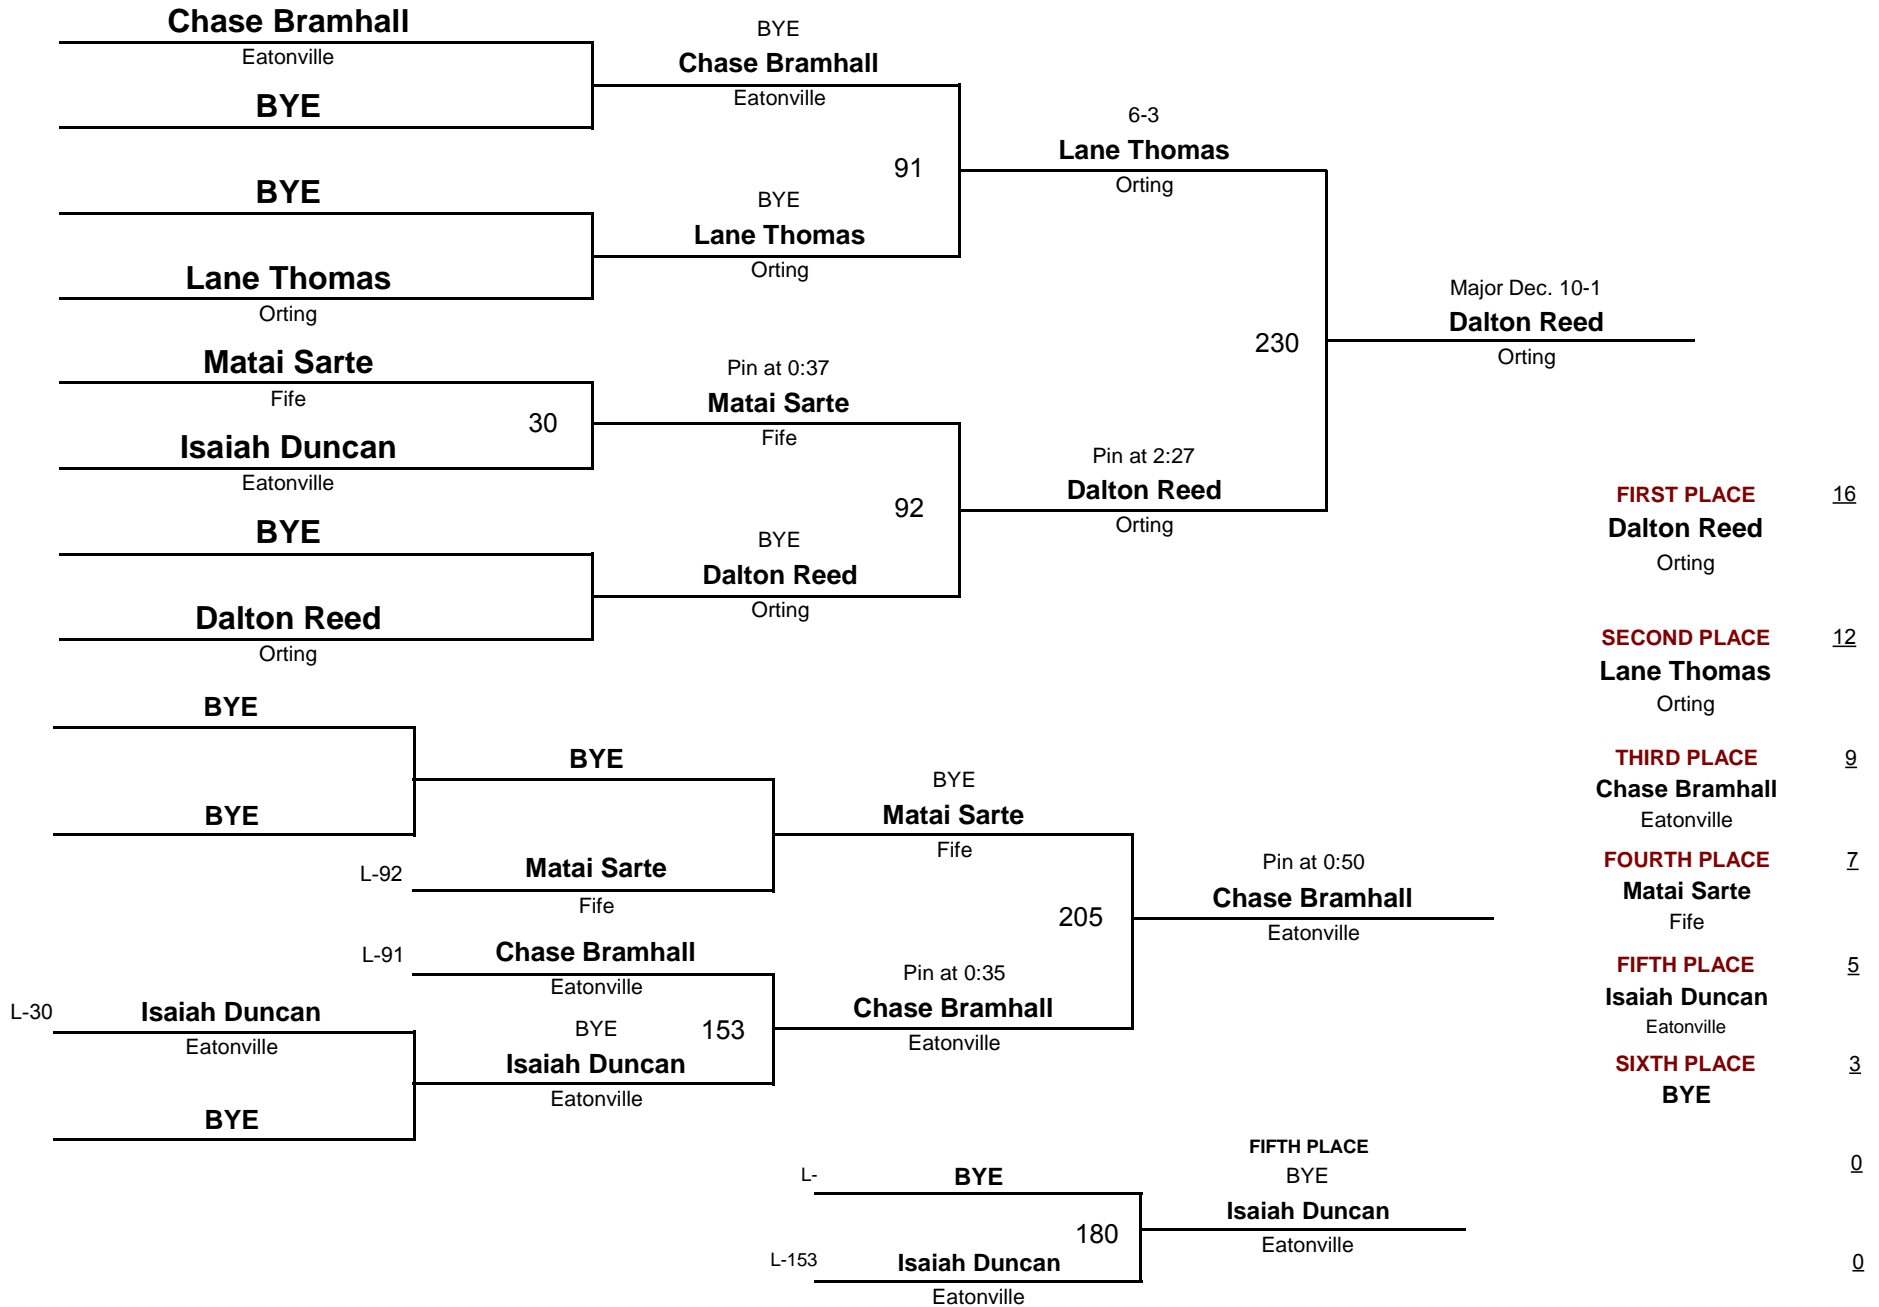 Chase Bramhall
Eatonville
BYE
BYE
Lane Thomas
Orting
Matai Sarte
Fife
30
Isaiah Duncan
Eatonville
BYE
Dalton Reed
Orting
BYE
Chase Bramhall
Eatonville
91
BYE
Lane Thomas
Orting
Pin at 0:37
Matai Sarte
Fife
92
BYE
Dalton Reed
Orting
6-3
Lane Thomas
Orting
230
Pin at 2:27
Dalton Reed
Orting
Major Dec. 10-1
Dalton Reed
Orting
FIRST PLACE 16
Dalton Reed
Orting
SECOND PLACE 12
Lane Thomas
Orting
THIRD PLACE 9
Chase Bramhall
Eatonville
FOURTH PLACE 7
Matai Sarte
Fife
FIFTH PLACE 5
Isaiah Duncan
Eatonville
SIXTH PLACE 3
BYE
0
0
BYE
BYE
L-30 Isaiah Duncan
Eatonville
BYE
BYE
L-92 Matai Sarte
Fife
L-91 Chase Bramhall
Eatonville
BYE 153
Isaiah Duncan
Eatonville
BYE
Matai Sarte
Fife
205
Pin at 0:35
Chase Bramhall
Eatonville
Pin at 0:50
Chase Bramhall
Eatonville
L- BYE
180
L-153 Isaiah Duncan
Eatonville
FIFTH PLACE
BYE
Isaiah Duncan
Eatonville